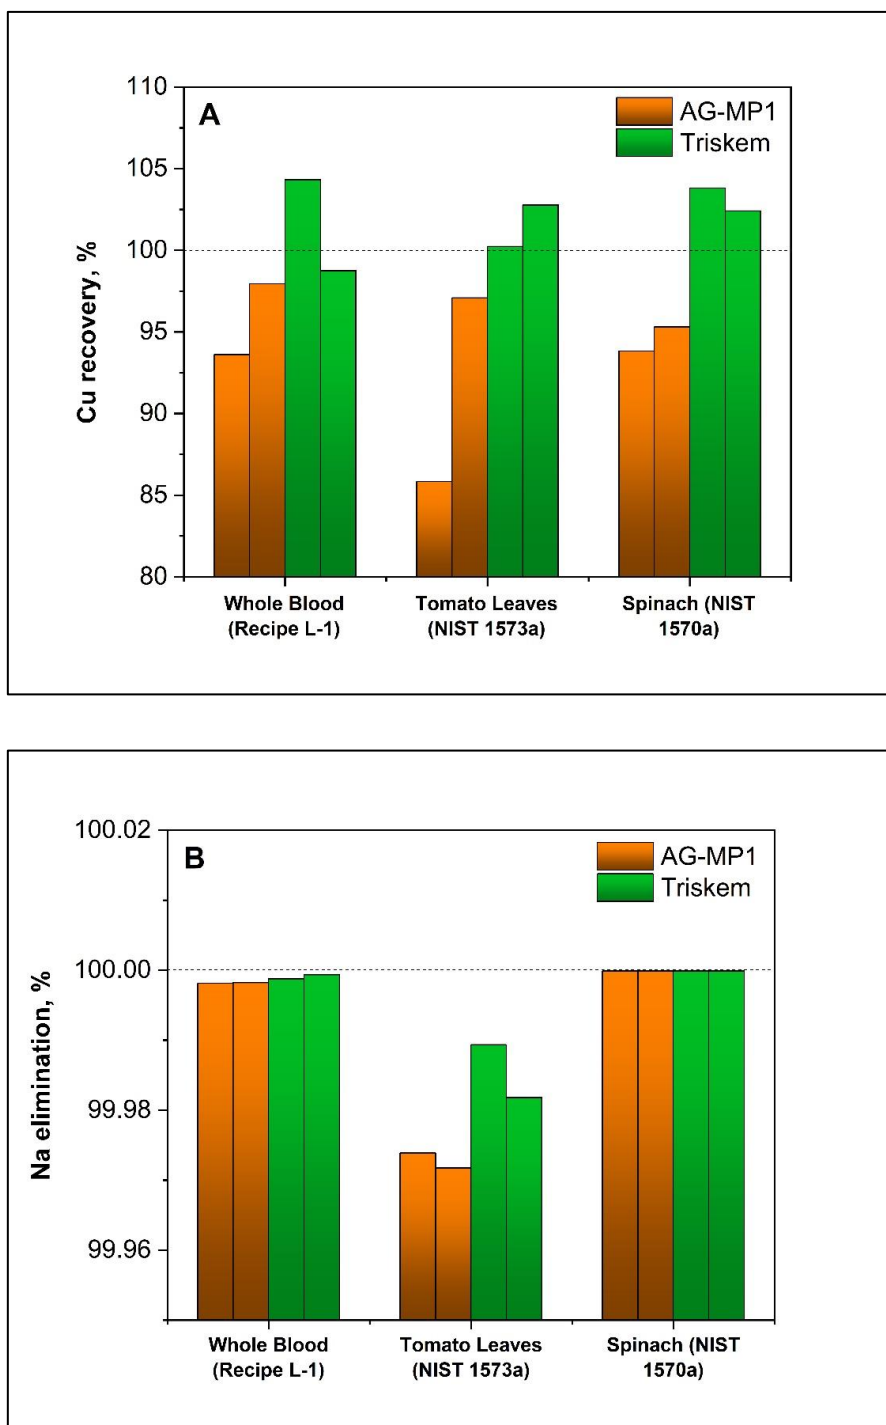 A
AG-MP1
Triskem
110
105
100
95
90
85
80
Cu recovery, %
Whole Blood
(Recipe L-1)
Tomato Leaves
(NIST 1573a)
Spinach (NIST
1570a)
B
AG-MP1
Triskem
100.02
100.00
99.98
99.96
Na elimination, %
Whole Blood
(Recipe L-1)
Tomato Leaves
(NIST 1573a)
Spinach (NIST
1570a)